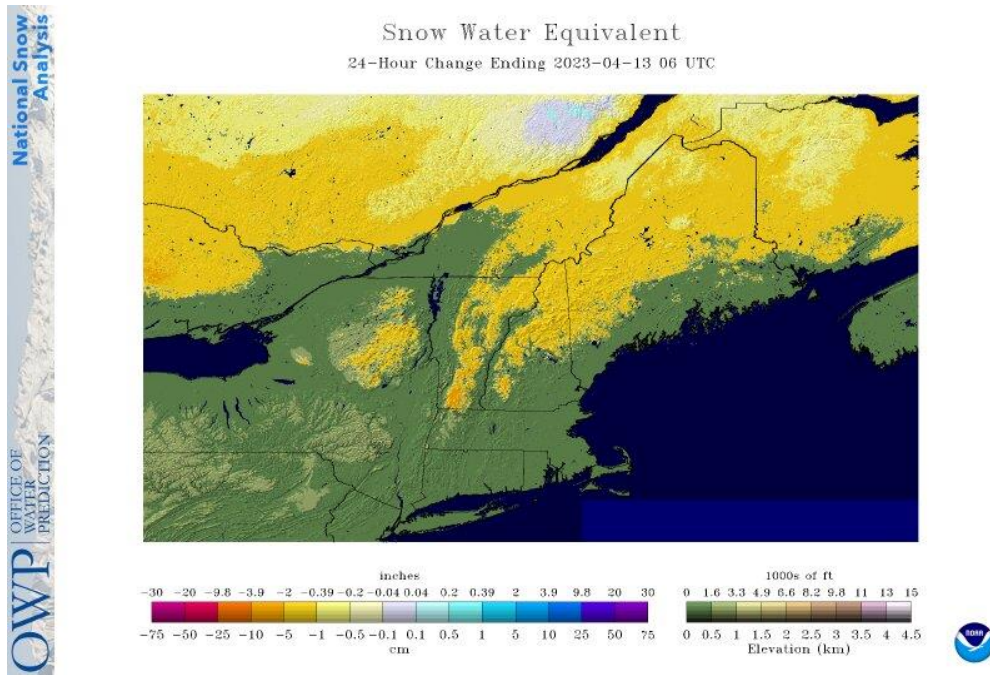 National Snow
Analysis
OWP
OFFICE OF
WATER
PREDICTION
Snow Water Equivalent
24-Hour Change Ending 2023-04-13 06 UTC
inches
-30 -20 -9.8 -3.9 -2 -0.39 -0.2 -0.04 0.04 0.2 0.39 2 3.9 9.8 20 30
-75 -50 -25 -10 -5 -1 -0.5 -0.1 0.1 0.5 1 5 10 25 50 75
cm
1000s of ft
0 1.6 3.3 4.9 6.6 8.2 9.8 11 13 15
0 0.5 1 1.5 2 2.5 3 3.5 4 4.5
Elevation (km)
NOAA